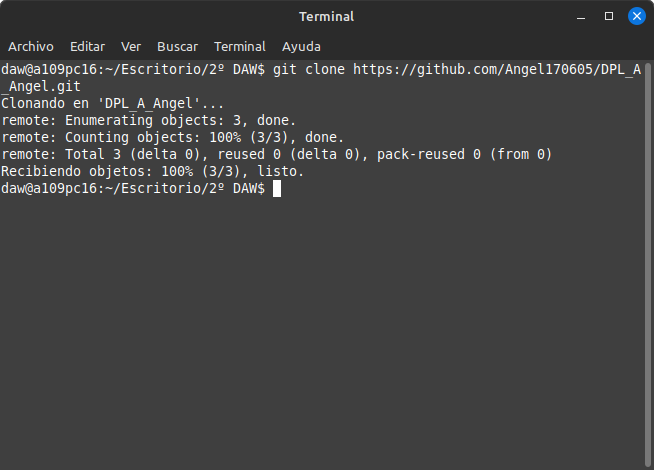 Terminal
Archivo Editar Ver Buscar Terminal Ayuda
daw@a109pc16:~/Escritorio/2º DAW$ git clone https://github.com/Angel170605/DPL_A
_Angel.git
Clonando en 'DPL_A_Angel'...
remote: Enumerating objects: 3, done.
remote: Counting objects: 100% (3/3), done.
remote: Total 3 (delta 0), reused 0 (delta 0), pack-reused 0 (from 0)
Recibiendo objetos: 100% (3/3), listo.
daw@a109pc16:~/Escritorio/2º DAW$